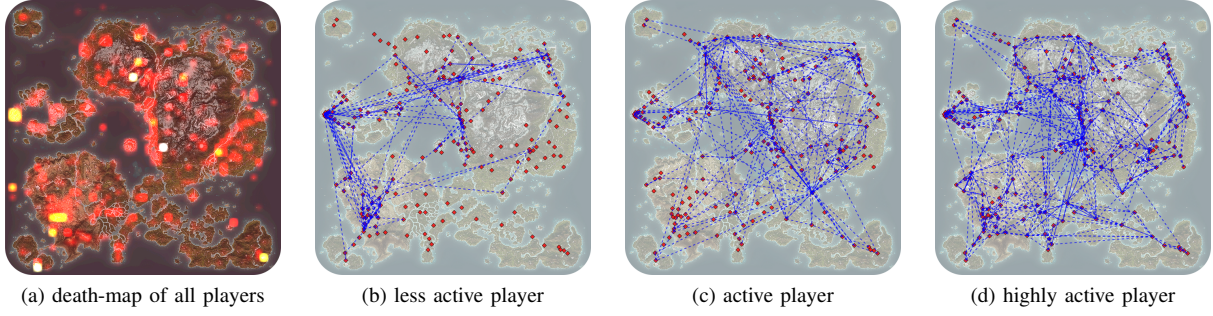 (a) death-map of all players
(b) less active player
(c) active player
(d) highly active player